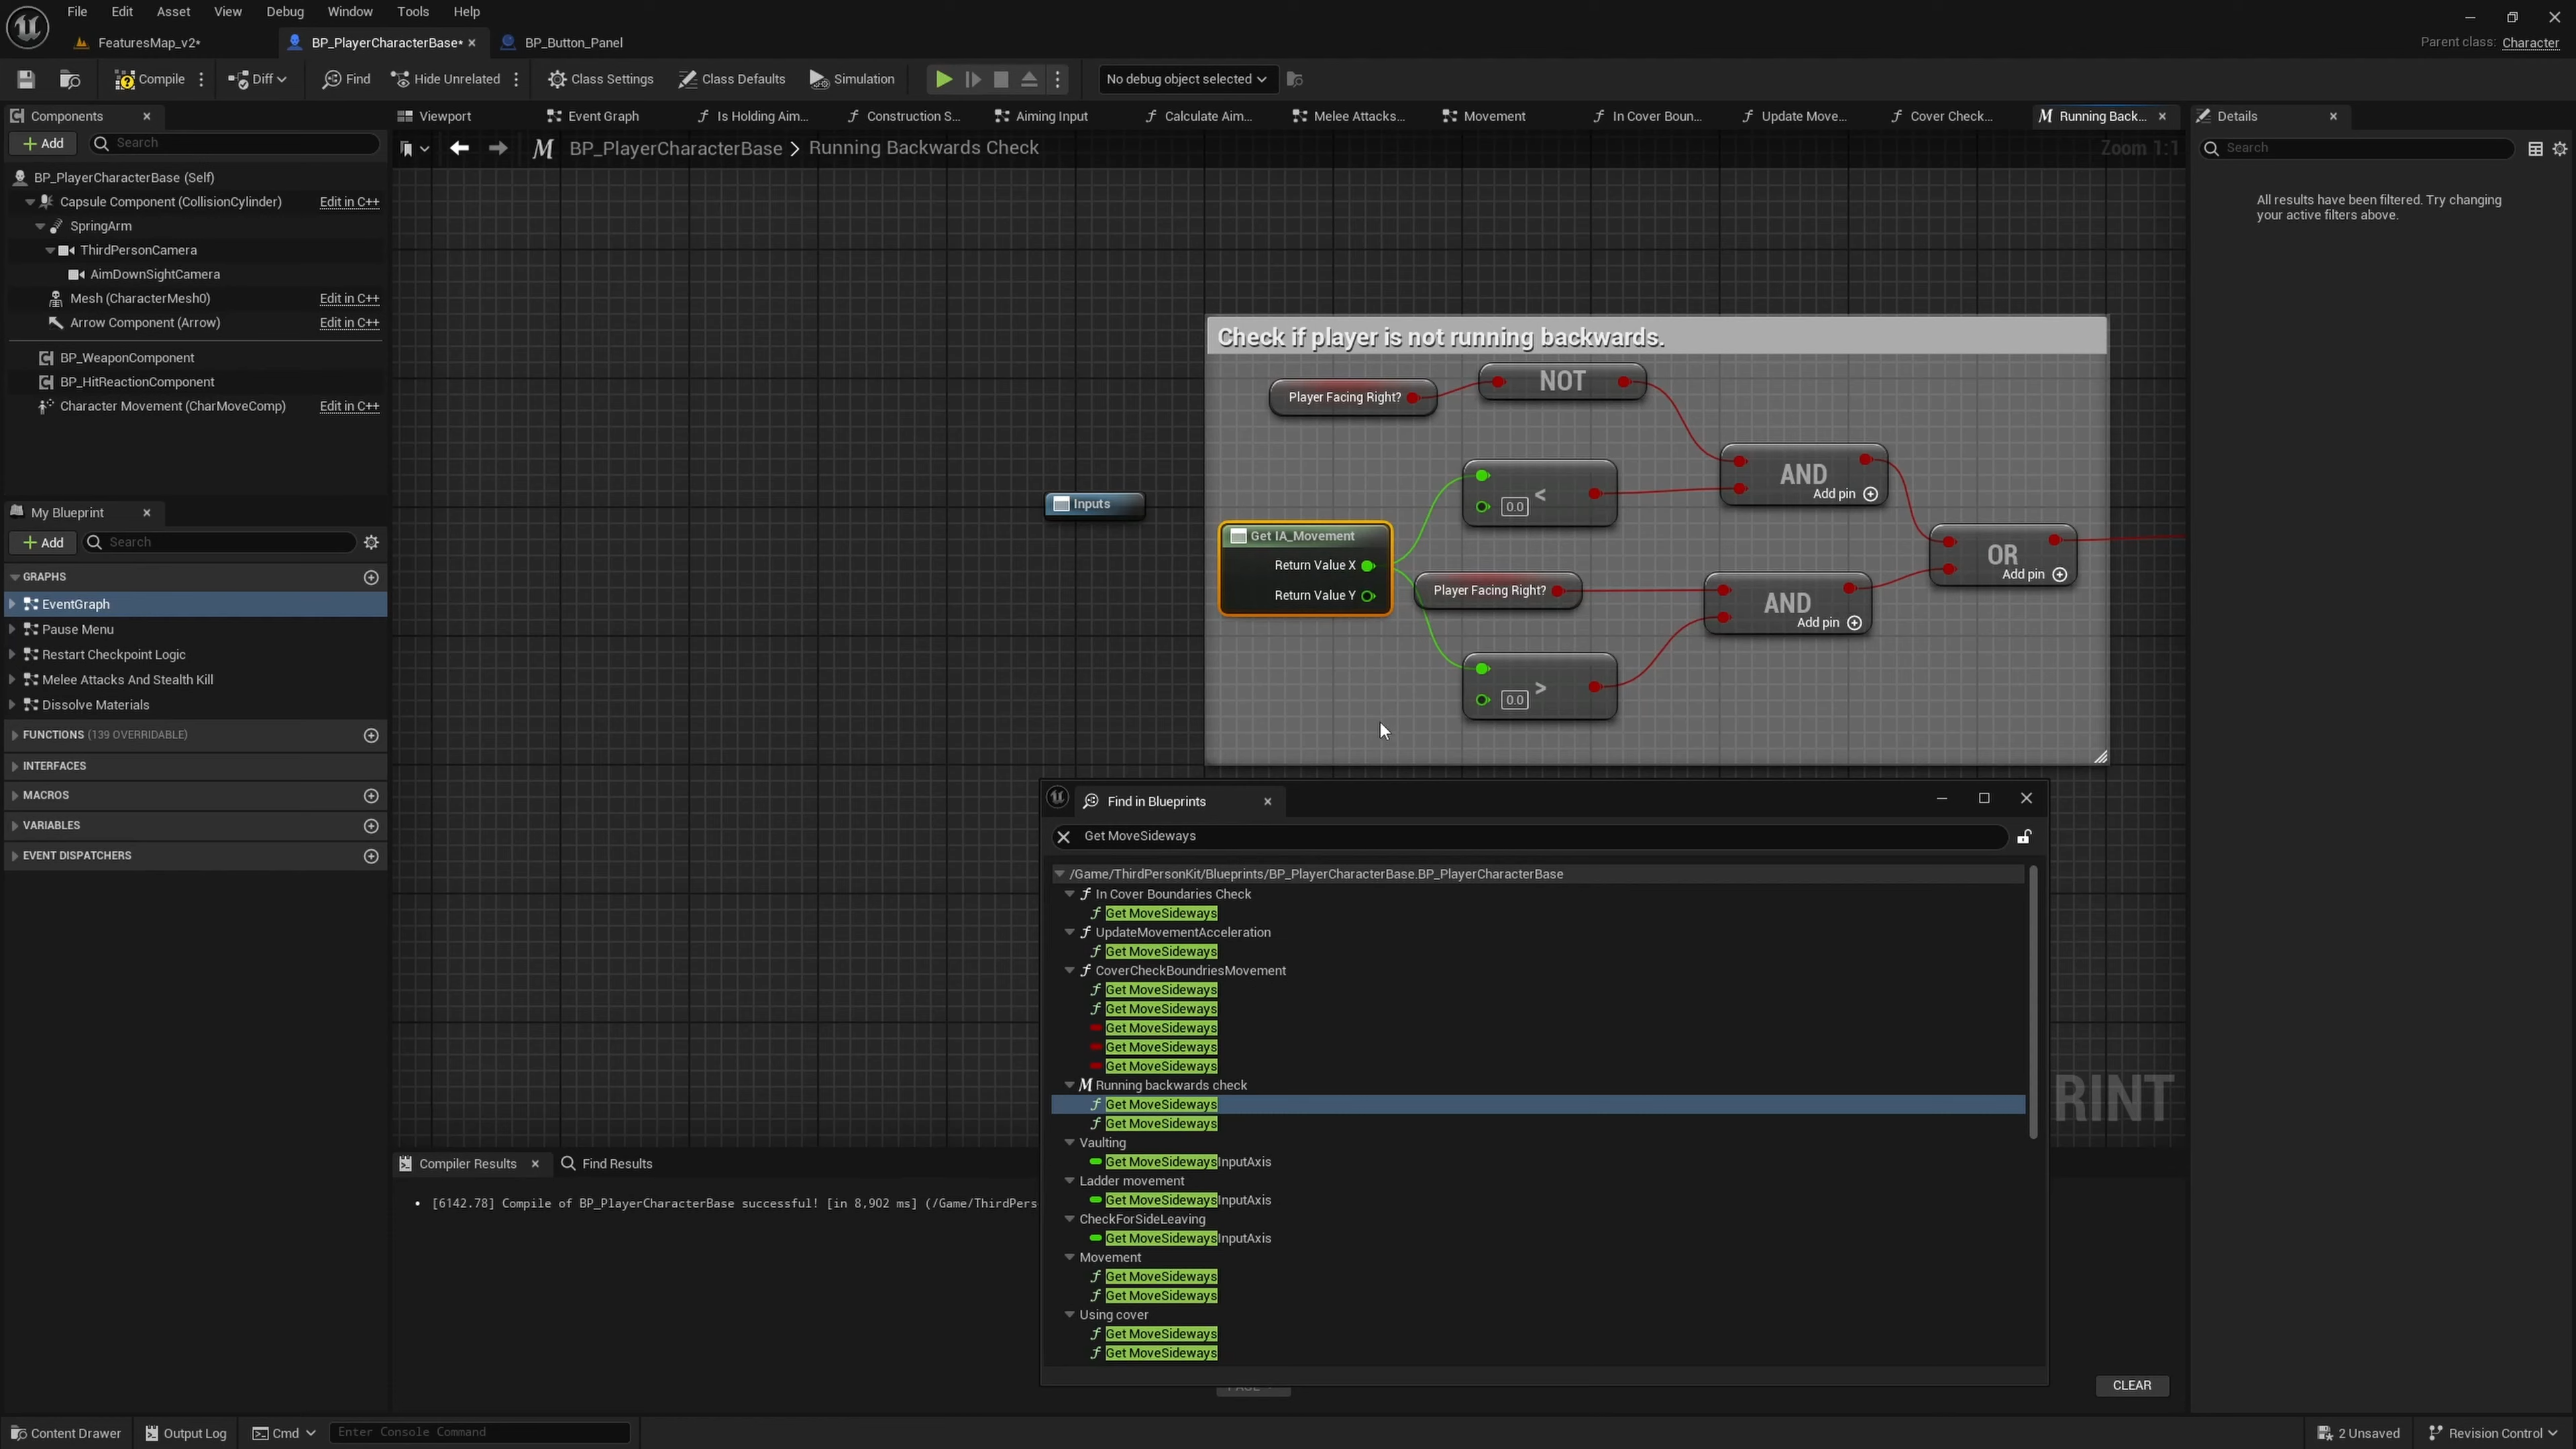 File Edit Asset View Debug Window Tools Help
FeaturesMap_v2*
BP_PlayerCharacterBase*
BP_Button_Panel
Parent class: Character
Compile
Diff
Find
Hide Unrelated
Class Settings
Class Defaults
Simulation
No debug object selected
Components
Add
Search
BP_PlayerCharacterBase (Self)
Capsule Component (CollisionCylinder) Edit in C++
SpringArm
ThirdPersonCamera
AimDownSightCamera
Mesh (CharacterMesh0) Edit in C++
Arrow Component (Arrow) Edit in C++
BP_WeaponComponent
BP_HitReactionComponent
Character Movement (CharMoveComp) Edit in C++
My Blueprint
Add
Search
GRAPHS
EventGraph
Pause Menu
Restart Checkpoint Logic
Melee Attacks And Stealth Kill
Dissolve Materials
FUNCTIONS (139 OVERRIDABLE)
INTERFACES
MACROS
VARIABLES
EVENT DISPATCHERS
Viewport
Event Graph
Is Holding Aim...
Construction S...
Aiming Input
Calculate Aim...
Melee Attacks...
Movement
In Cover Boun...
Update Move...
Cover Check...
Running Back...
BP_PlayerCharacterBase > Running Backwards Check
Zoom 1:1
Inputs
Check if player is not running backwards.
Player Facing Right?
NOT
<
0.0
AND
Add pin
Get IA_Movement
Return Value X
Return Value Y
Player Facing Right?
AND
Add pin
OR
Add pin
>
0.0
RINT
Find in Blueprints
Get MoveSideways
/Game/ThirdPersonKit/Blueprints/BP_PlayerCharacterBase.BP_PlayerCharacterBase
In Cover Boundaries Check
Get MoveSideways
UpdateMovementAcceleration
Get MoveSideways
CoverCheckBoundriesMovement
Get MoveSideways
Get MoveSideways
Get MoveSideways
Get MoveSideways
Get MoveSideways
Running backwards check
Get MoveSideways
Get MoveSideways
Vaulting
Get MoveSidewaysInputAxis
Ladder movement
Get MoveSidewaysInputAxis
CheckForSideLeaving
Get MoveSidewaysInputAxis
Movement
Get MoveSideways
Get MoveSideways
Using cover
Get MoveSideways
Get MoveSideways
Compiler Results
Find Results
[6142.78] Compile of BP_PlayerCharacterBase successful! [in 8,902 ms] (/Game/ThirdPers
CLEAR
Details
Search
All results have been filtered. Try changing
your active filters above.
Content Drawer
Output Log
Cmd
Enter Console Command
2 Unsaved
Revision Control